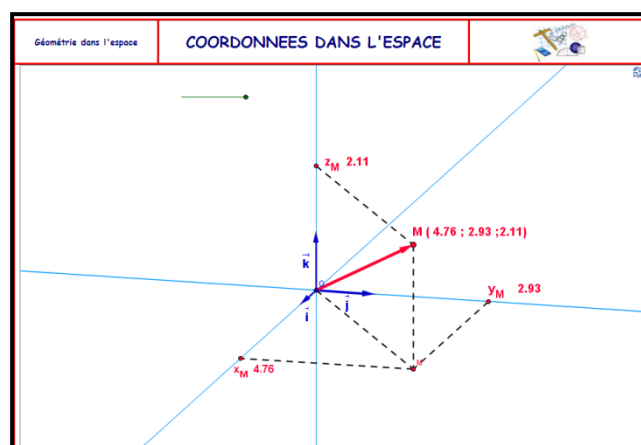 Géométrie dans l'espace
COORDONNEES DANS L'ESPACE
z_M 2.11
M ( 4.76 ; 2.93 ;2.11)
k
O
i
j
y_M 2.93
x_M 4.76